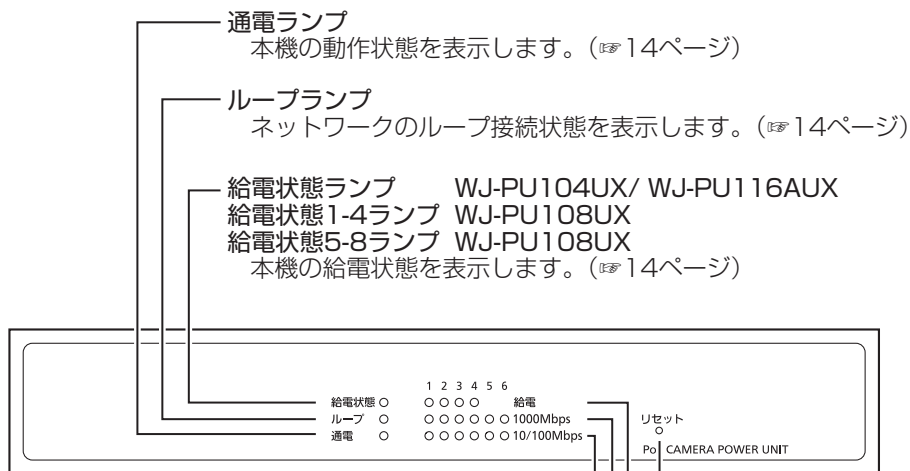 通電ランプ
本機の動作状態を表示します。(☞14ページ)
ループランプ
ネットワークのループ接続状態を表示します。(☞14ページ)
給電状態ランプ WJ-PU104UX/ WJ-PU116AUX
給電状態1-4ランプ WJ-PU108UX
給電状態5-8ランプ WJ-PU108UX
本機の給電状態を表示します。(☞14ページ)
1 2 3 4 5 6
給電状態 給電
ループ 1000Mbps リセット
通電 10/100Mbps
CAMERA POWER UNIT